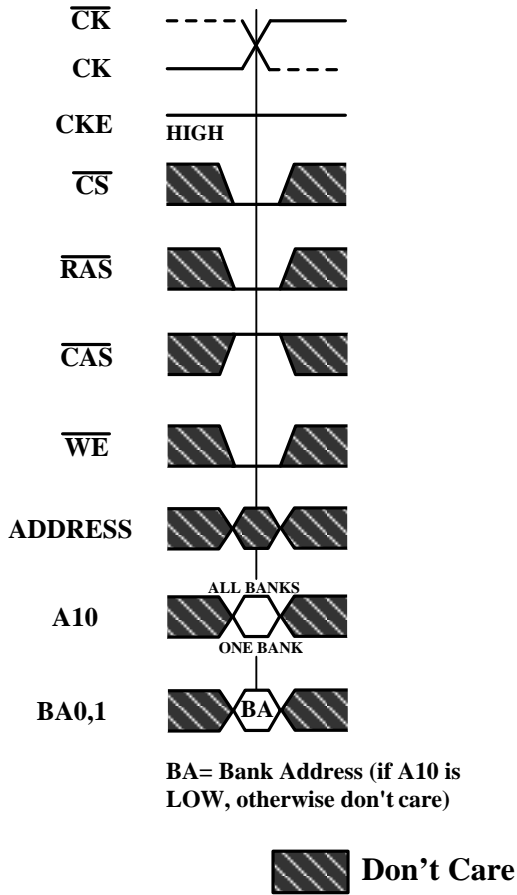 CK
CK
CKE HIGH
CS
RAS
CAS
WE
ADDRESS
ALL BANKS
A10
ONE BANK
BA0,1 BA
BA= Bank Address (if A10 is
LOW, otherwise don't care)
Don't Care